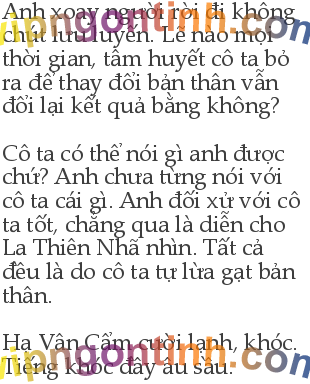 Anh xoay người rời đi không
chút lưu luyến. Lẽ nào mọi
thời gian, tâm huyết cô ta bỏ
ra để thay đổi bản thân vẫn
đổi lại kết quả bằng không?
Cô ta có thể nói gì anh được
chứ? Anh chưa từng nói với
cô ta cái gì. Anh đối xử với cô
ta tốt, chẳng qua là diễn cho
La Thiên Nhã nhìn. Tất cả
đều là do cô ta tự lừa gạt bản
thân.
Hạ Vân Cẩm cười lạnh, khóc.
Tiếng khóc đầy âu sầu.
vipngontinh.com
vipngontinh.com